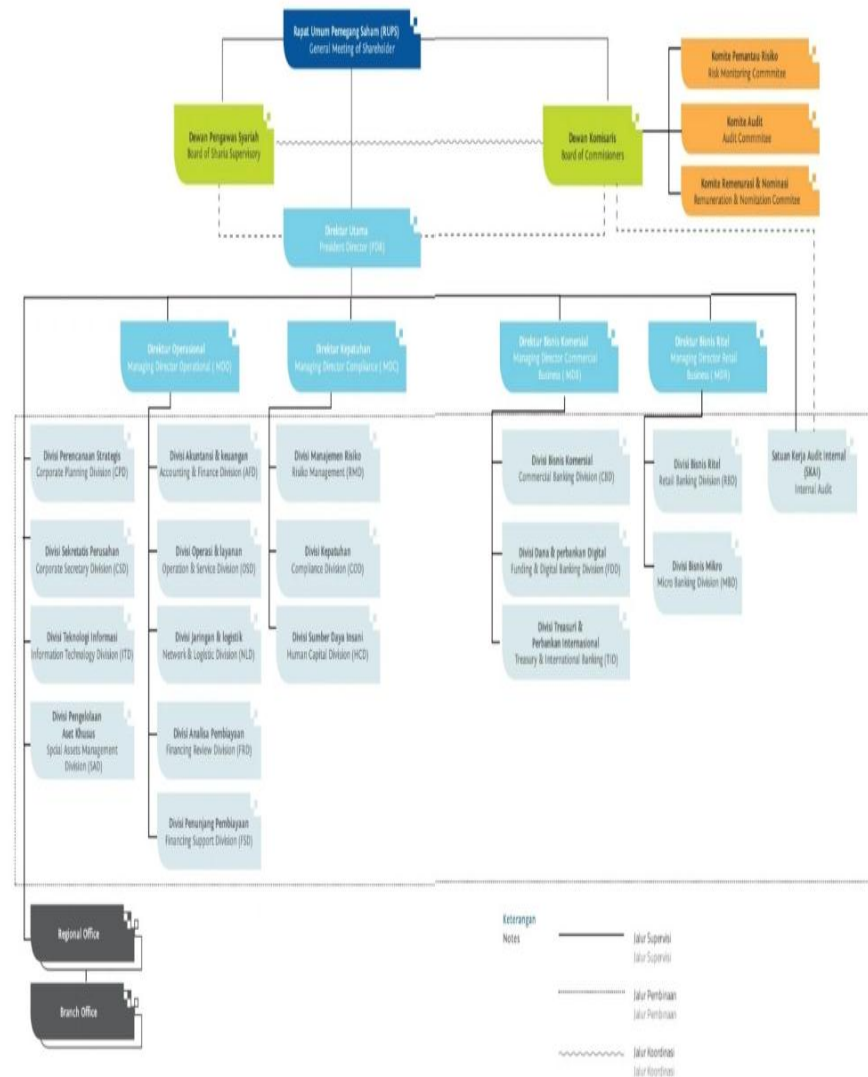 Rapat Umum Pemegang Saham (RUPS)
General Meeting of Shareholder
Komite Pemantau Risiko
Risk Monitoring Commmitee
Dewan Pengawas Syariah
Board of Sharia Supervisory
Dewan Komisaris
Board of Commissioners
Komite Audit
Audit Commmitee
Komite Remenurasi & Nominasi
Remuneration & Nomitation Commitee
Direktur Utama
President Director (PDR)
Direktur Operasional
Managing Director Operational ( MDO)
Direktur Kepatuhan
Managing Director Compliance ( MDC)
Direktur Bisnis Komersial
Managing Director Commercial
Business ( MDB)
Direktur Bisnis Rital
Managing Director Retail
Business ( MDR)
Divisi Perencanaan Strategis
Corporate Planning Division (CPD)
Divisi Akuntansi & keuangan
Accounting & Finance Division (AFD)
Divisi Manajemen Risiko
Risiko Management (RMD)
Divisi Bisnis Komersial
Commercial Banking Division (CBD)
Divisi Bisnis Rital
Retail Banking Division (RBD)
Satuan Kerja Audit Internal
(SKAI)
Internal Audit
Divisi Sekretatis Perusahan
Corporate Secretary Division (CSD)
Divisi Operasi & layanan
Operation & Service Division (OSD)
Divisi Kepatuhan
Compliance Division (COD)
Divisi Dana & perbankan Digital
Funding & Digital Banking Division (FDD)
Divisi Bisnis Mikro
Micro Banking Division (MBD)
Divisi Teknologi Informasi
Information Technology Division (ITD)
Divisi Jaringan & logistik
Network & Logistic Division (NLD)
Divisi Sumber Daya Insani
Human Capital Division (HCD)
Divisi Treasuri &
Perbankan Internasional
Treasury & International Banking (TID)
Divisi Pengelolaan
Aset Khusus
Spcial Assets Management
Division (SAD)
Divisi Analisa Pembiayaan
Financing Review Division (FRD)
Divisi Penunjang Pembiayaan
Financing Support Division (FSD)
Regional Office
Branch Office
Keterangan
Notes
Jalur Supervisi
Jalur Supervisi
Jalur Pembinaan
Jalur Pembinaan
Jalur Koordinasi
Jalur Koordinasi